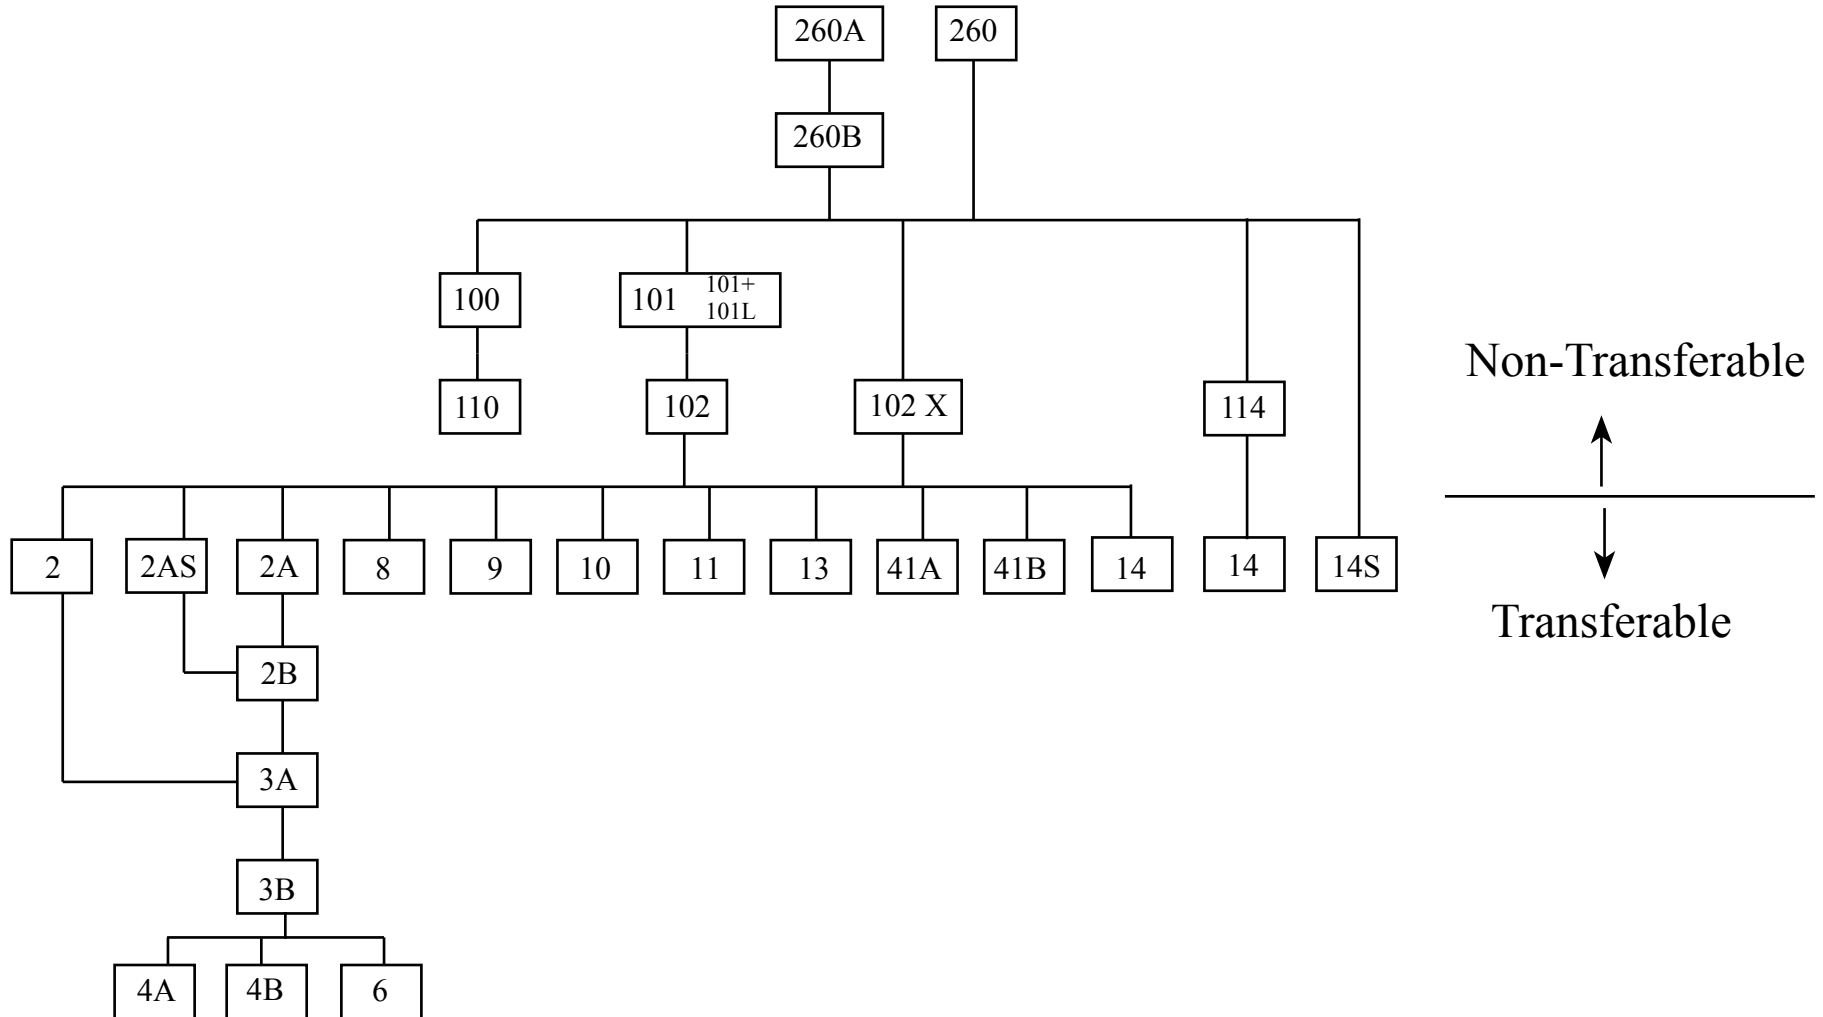 260A
260
260B
100
101
101+
101L
110
102
102 X
114
Non-Transferable
2
2AS
2A
8
9
10
11
13
41A
41B
14
14
14S
Transferable
2B
3A
3B
4A
4B
6